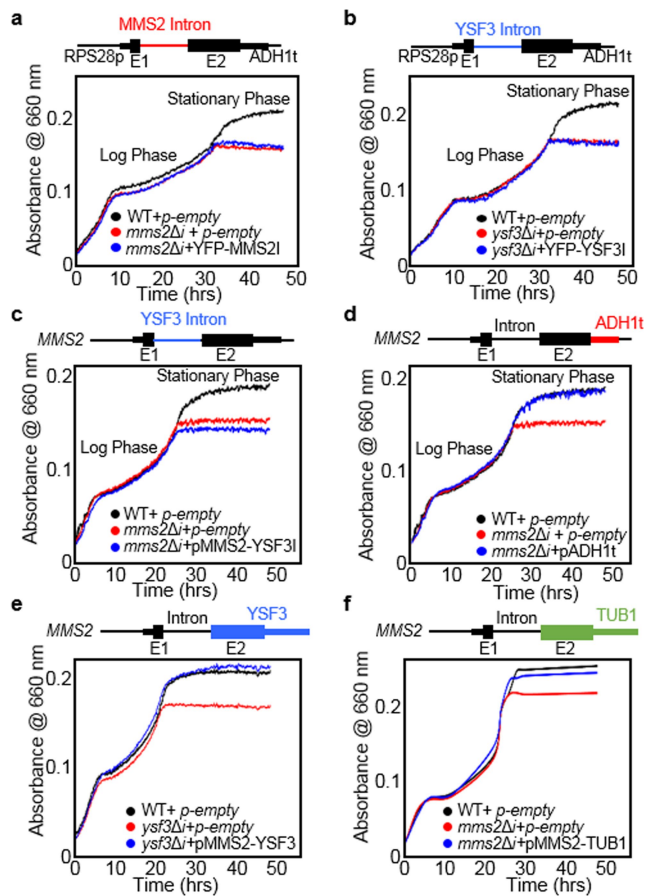 a
MMS2 Intron
RPS28p
E1
E2
ADH1t
Absorbance @ 660 nm
0.2
0.1
0
Stationary Phase
Log Phase
WT+p-empty
mms2Δi + p-empty
mms2Δi+YFP-MMS2I
0 10 20 30 40 50
Time (hrs)
b
YSF3 Intron
RPS28p
E1
E2
ADH1t
Absorbance @ 660 nm
0.2
0.1
0
Stationary Phase
Log Phase
WT+p-empty
ysf3Δi+p-empty
ysf3Δi+YFP-YSF3I
0 10 20 30 40 50
Time (hrs)
c
YSF3 Intron
MMS2
E1
E2
Absorbance @ 660 nm
0.2
0.1
0
Stationary Phase
Log Phase
WT+ p-empty
mms2Δi+p-empty
mms2Δi+pMMS2-YSF3I
0 10 20 30 40 50
Time (hrs)
d
Intron
ADH1t
MMS2
E1
E2
Absorbance @ 660 nm
0.2
0.1
0
Stationary Phase
Log Phase
WT+ p-empty
mms2Δi + p-empty
mms2Δi+pADH1t
0 10 20 30 40 50
Time (hrs)
e
Intron
YSF3
MMS2
E1
E2
Absorbance @ 660 nm
0.2
0.1
0
WT+ p-empty
ysf3Δi+p-empty
ysf3Δi+pMMS2-YSF3
0 10 20 30 40 50
Time (hrs)
f
Intron
TUB1
MMS2
E1
E2
Absorbance @ 660 nm
0.2
0.1
0
WT+ p-empty
mms2Δi+p-empty
mms2Δi+pMMS2-TUB1
0 10 20 30 40 50
Time (hrs)